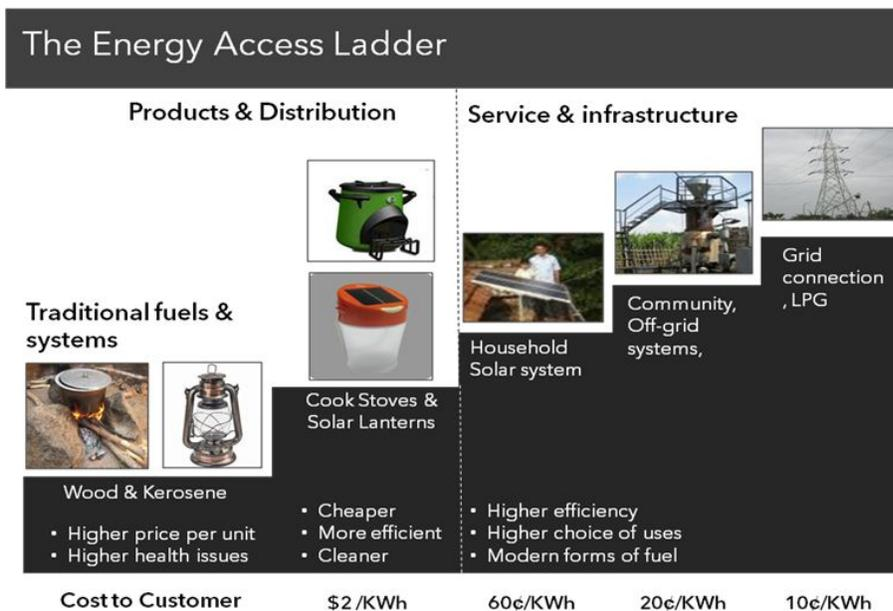 The Energy Access Ladder
Products & Distribution
Service & infrastructure
Traditional fuels &
systems
Wood & Kerosene
• Higher price per unit
• Higher health issues
Cook Stoves &
Solar Lanterns
• Cheaper
• More efficient
• Cleaner
Household
Solar system
Community,
Off-grid
systems,
Grid
connection
, LPG
• Higher efficiency
• Higher choice of uses
• Modern forms of fuel
Cost to Customer
$2 /KWh
60¢/KWh
20¢/KWh
10¢/KWh